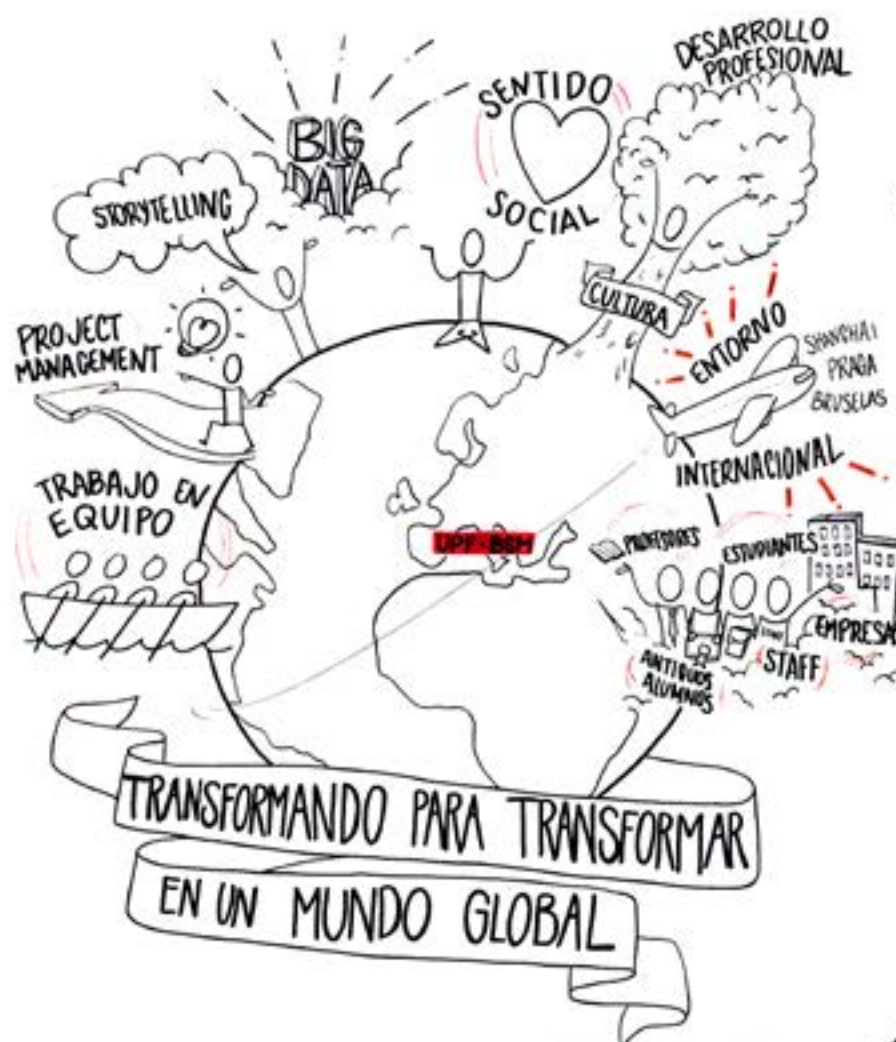 DESARROLLO
PROFESIONAL
SENTIDO
SOCIAL
BIG
DATA
STORYTELLING
CULTURA
PROJECT
MANAGEMENT
ENTORNO
INTERNACIONAL
SHANGHAI
PRAGA
BRUSELAS
TRABAJO EN
EQUIPO
UPF-BSM
PROFESORES
ESTUDIANTES
EMPRESA
STAFF
ANTIGUOS
ALUMNOS
TRANSFORMANDO PARA TRANSFORMAR
EN UN MUNDO GLOBAL